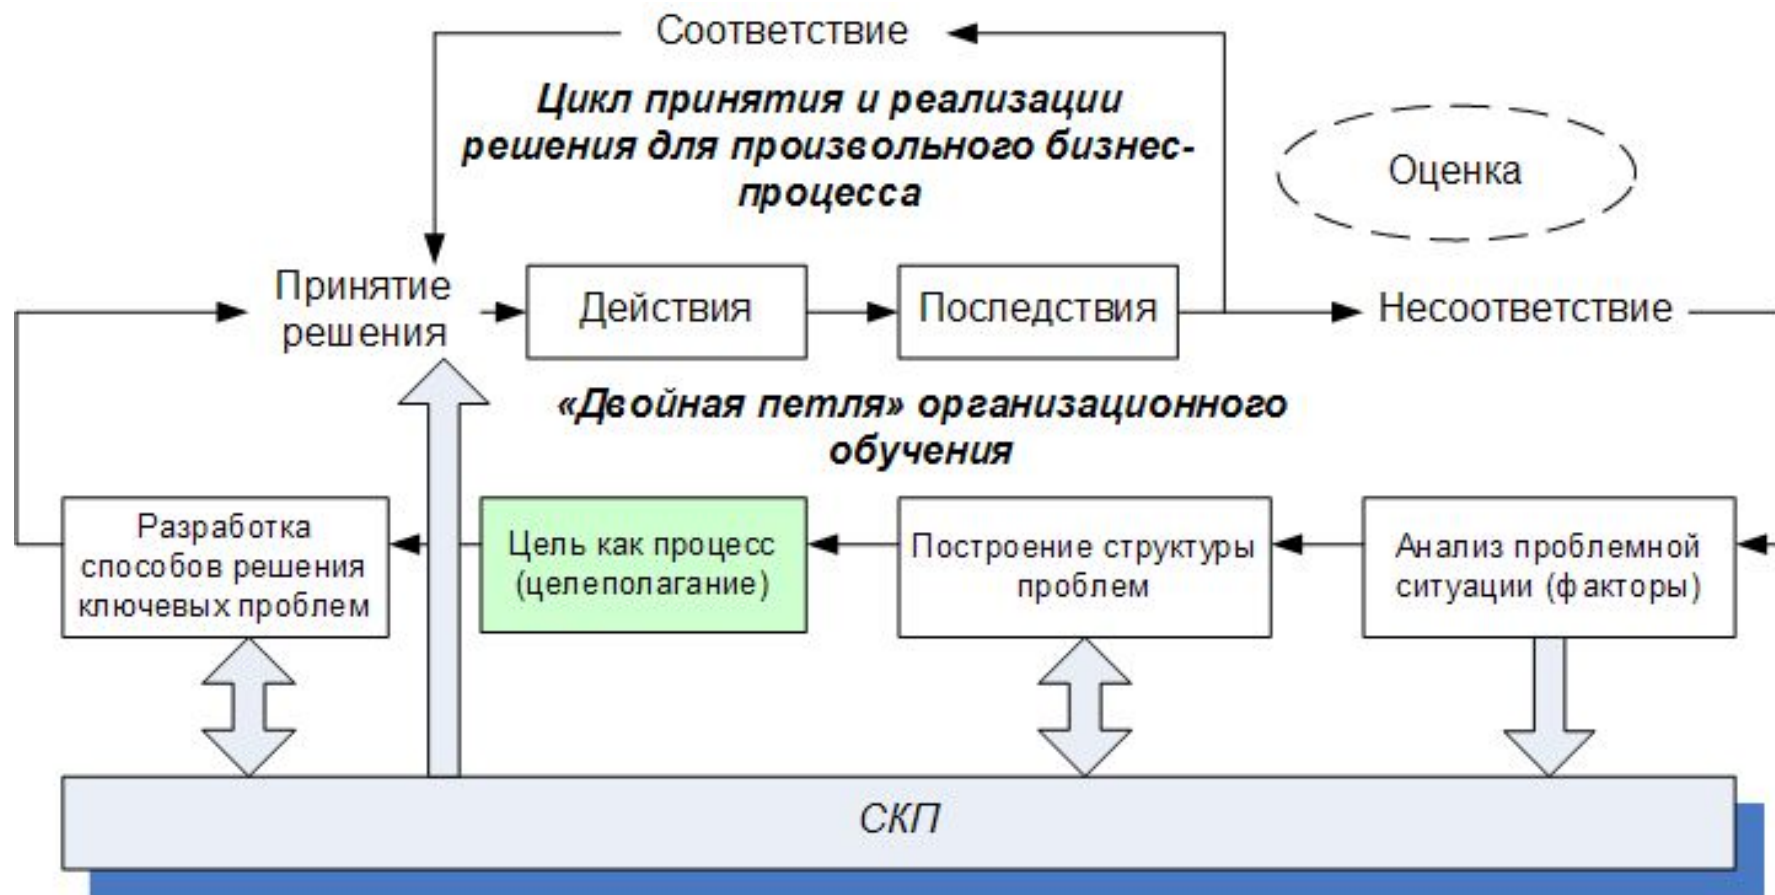 Соответствие
Цикл принятия и реализации
решения для произвольного бизнес-
процесса
Оценка
Принятие
решения
Действия
Последствия
Несоответствие
«Двойная петля» организационного
обучения
Разработка
способов решения
ключевых проблем
Цель как процесс
(целеполагание)
Построение структуры
проблем
Анализ проблемной
ситуации (факторы)
СКП